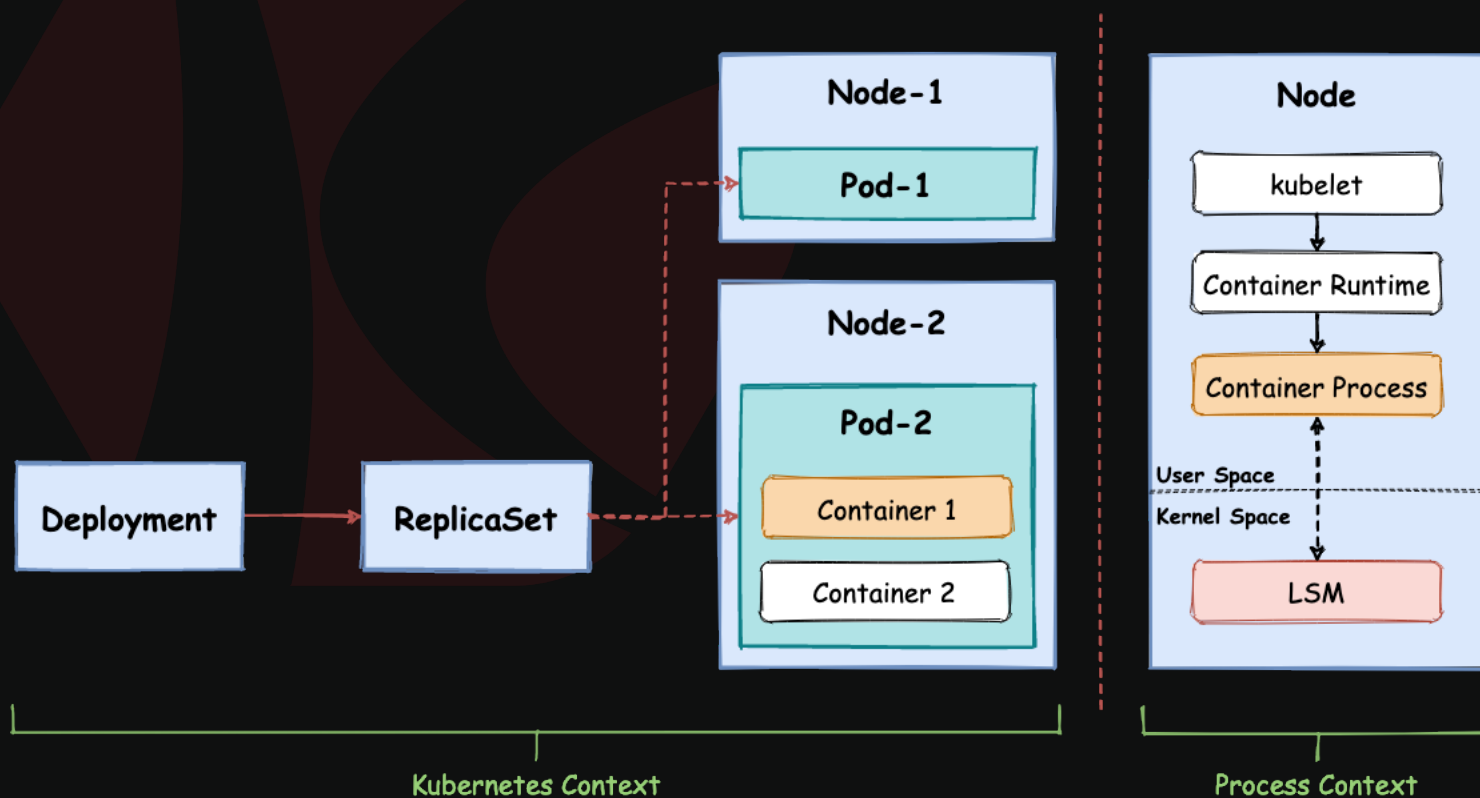 Node-1
Pod-1
Node-2
Pod-2
Container 1
Container 2
Deployment
ReplicaSet
Kubernetes Context
Node
kubelet
Container Runtime
Container Process
User Space
Kernel Space
LSM
Process Context